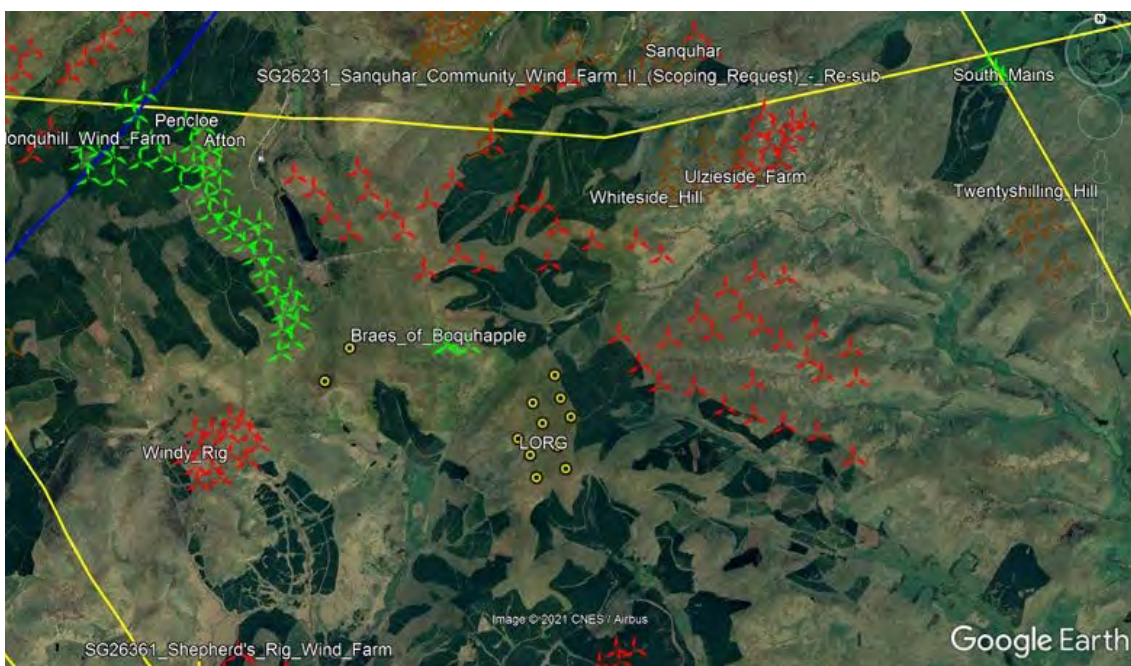 N
Sanquhar
SG26231_Sanquhar_Community_Wind_Farm_II_(Scoping_Request)_-_Re-sub
South_Mains
Pencloe
lonquhill_Wind_Farm
Afton
Ulzieside_Farm
Whiteside_Hill
Twentyshilling_Hill
Braes_of_Boquhapple
LORG
Windy_Rig
Image © 2021 CNES / Airbus
SG26361_Shepherd's_Rig_Wind_Farm
Google Earth